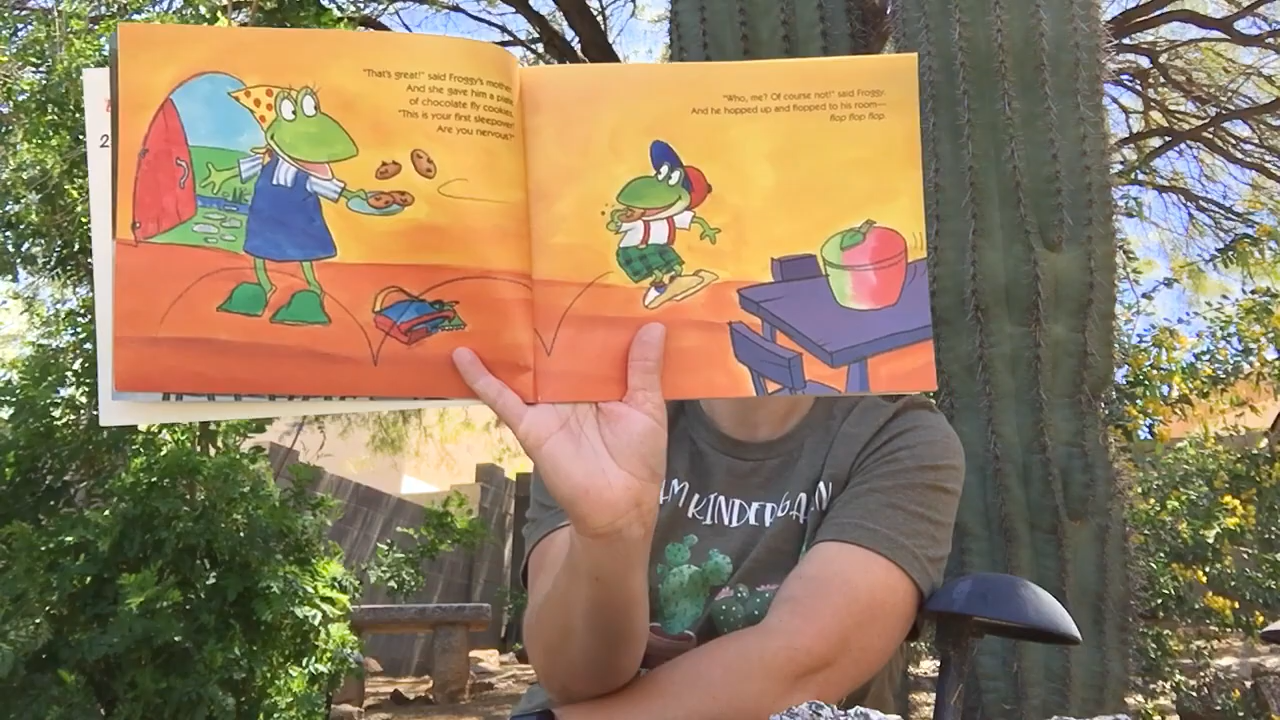 "That's great!" said Froggy's mother.
And she gave him a plate
of chocolate fly cookies.
"This is your first sleepover!
Are you nervous?"
"Who, me? Of course not!" said Froggy.
And he hopped up and flopped to his room—
flop flop flop.
2